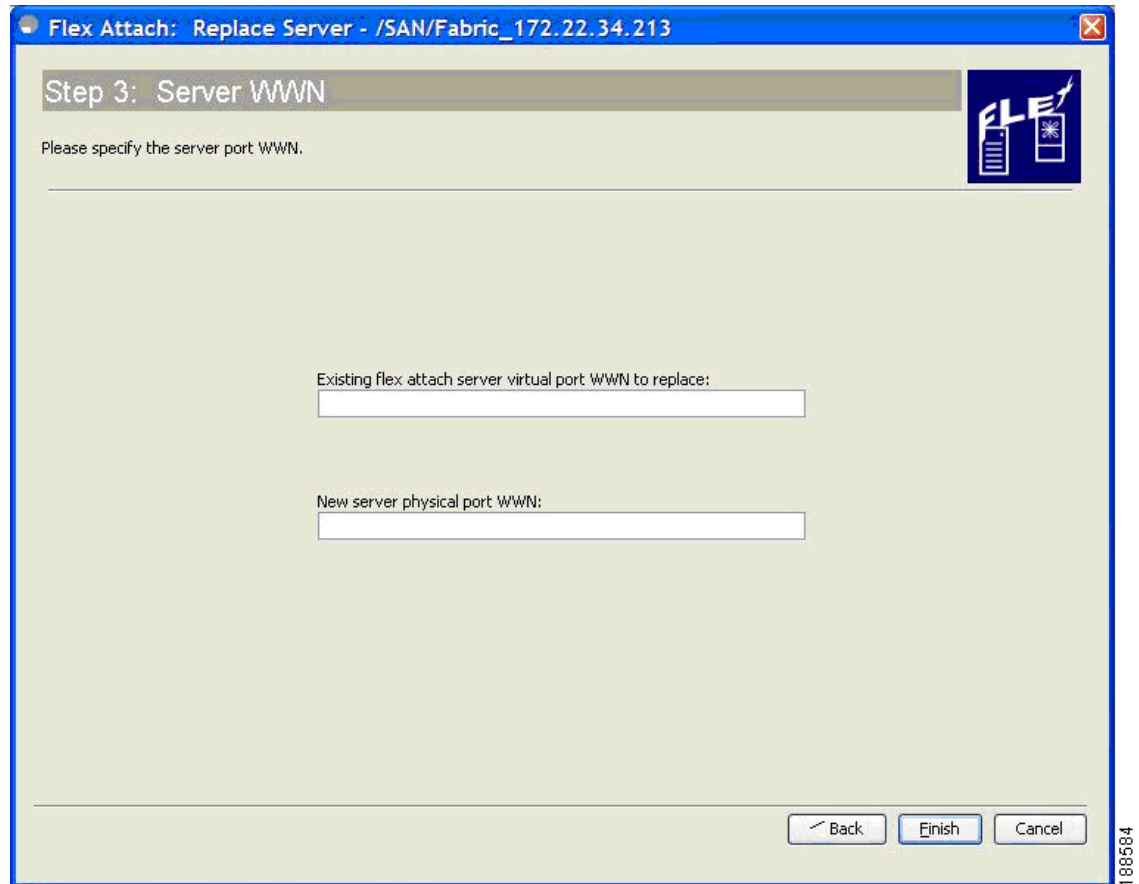 Flex Attach: Replace Server - /SAN/Fabric_172.22.34.213
Step 3: Server WWN
FLEX
Please specify the server port WWN.
Existing flex attach server virtual port WWN to replace:
New server physical port WWN:
Back Finish Cancel
188584